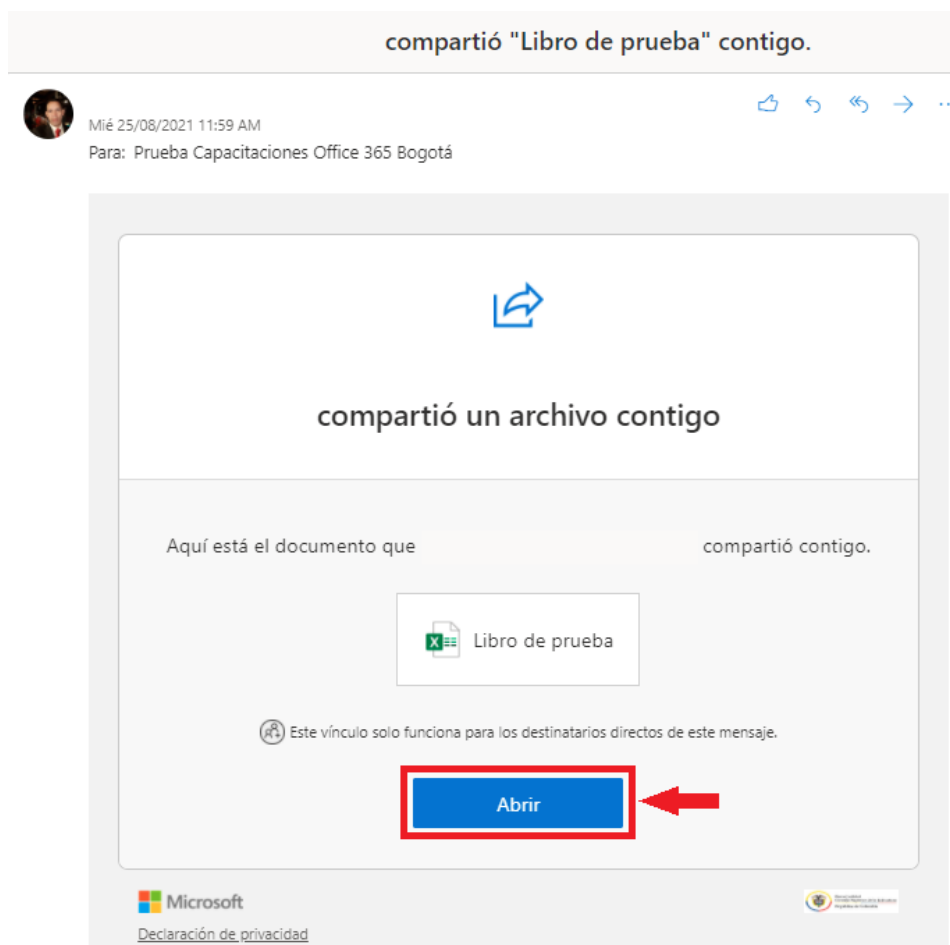 compartió "Libro de prueba" contigo.
Mié 25/08/2021 11:59 AM
Para: Prueba Capacitaciones Office 365 Bogotá
compartió un archivo contigo
Aquí está el documento que compartió contigo.
Libro de prueba
Este vínculo solo funciona para los destinatarios directos de este mensaje.
Abrir
Microsoft
Declaración de privacidad